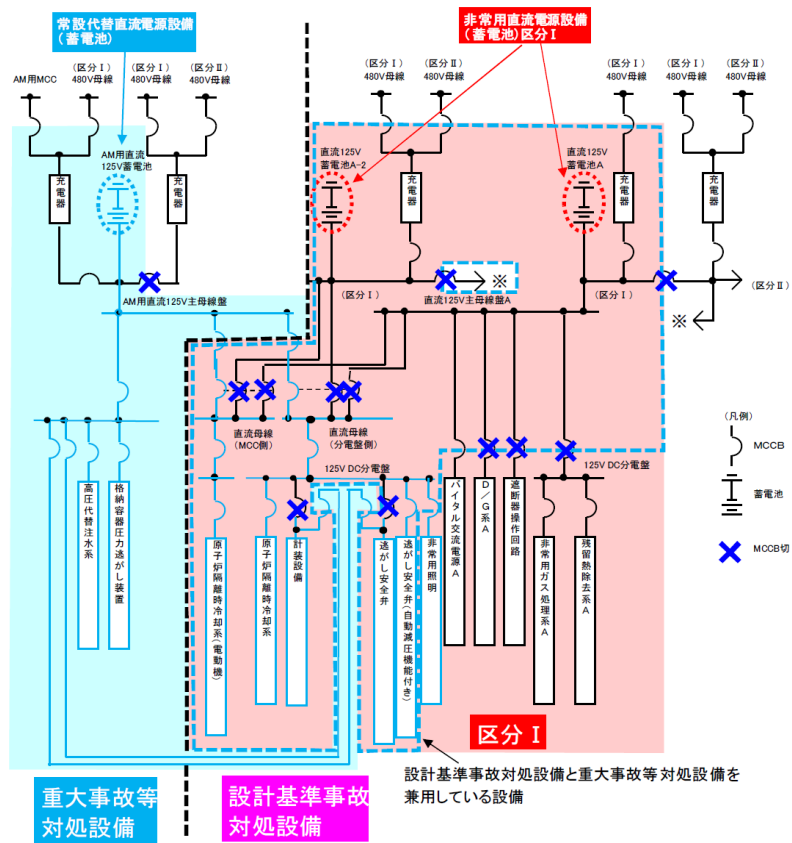 常設代替直流電源設備
(蓄電池)
非常用直流電源設備
(蓄電池)区分Ⅰ
AM用MCC
(区分Ⅰ)
480V母線
(区分Ⅰ)
480V母線
(区分Ⅱ)
480V母線
(区分Ⅰ)
480V母線
(区分Ⅱ)
480V母線
(区分Ⅰ)
480V母線
(区分Ⅰ)
480V母線
(区分Ⅱ)
480V母線
充電器
AM用直流
125V蓄電池
充電器
直流125V
蓄電池A-2
充電器
直流125V
蓄電池A
充電器
充電器
※
(区分Ⅱ)
※
AM用直流125V主母線盤
(区分Ⅰ)
直流125V主母線盤A
(区分Ⅰ)
直流母線
(MCC側)
直流母線
(分電盤側)
125V DC分電盤
125V DC分電盤
高圧代替注水系
格納容器圧力逃がし装置
原子炉隔離時冷却系(電動機)
原子炉隔離時冷却系
計装設備
逃がし安全弁
逃がし安全弁(自動減圧機能付き)
非常用照明
バイタル交流電源A
D/G系A
遮断器操作回路
非常用ガス処理系A
残留熱除去系A
(凡例)
MCCB
蓄電池
MCCB切
区分Ⅰ
設計基準事故対処設備と重大事故等対処設備を
兼用している設備
重大事故等
対処設備
設計基準事故
対処設備